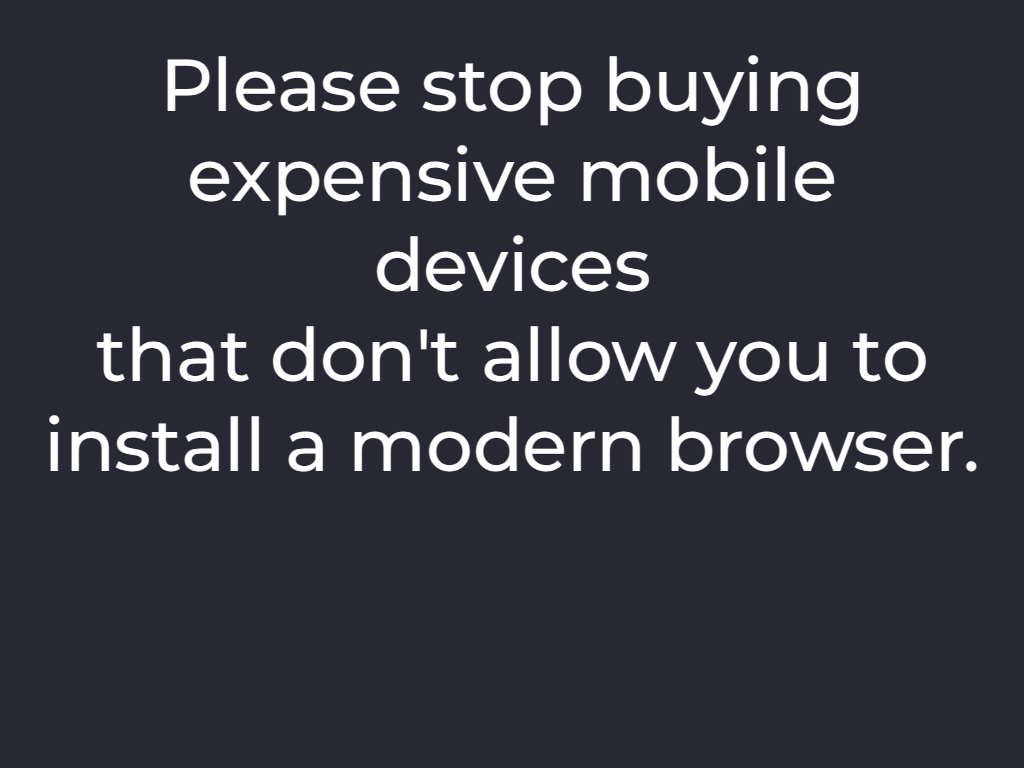 Please stop buying
expensive mobile
devices
that don't allow you to
install a modern browser.